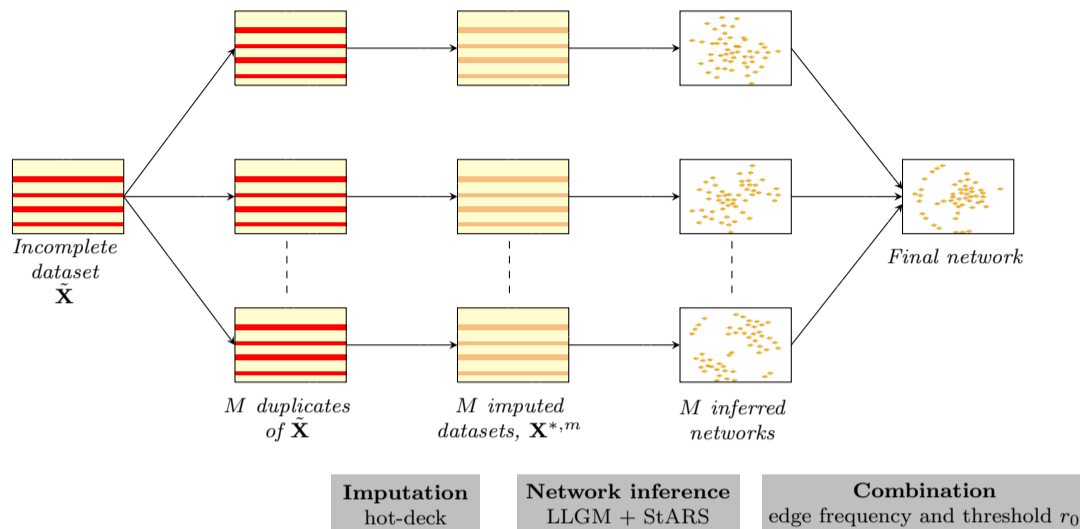 Incomplete
dataset
X̃
Final network
M duplicates
of X̃
M imputed
datasets, X*,m
M inferred
networks
Imputation
hot-deck
Network inference
LLGM + StARS
Combination
edge frequency and threshold r0